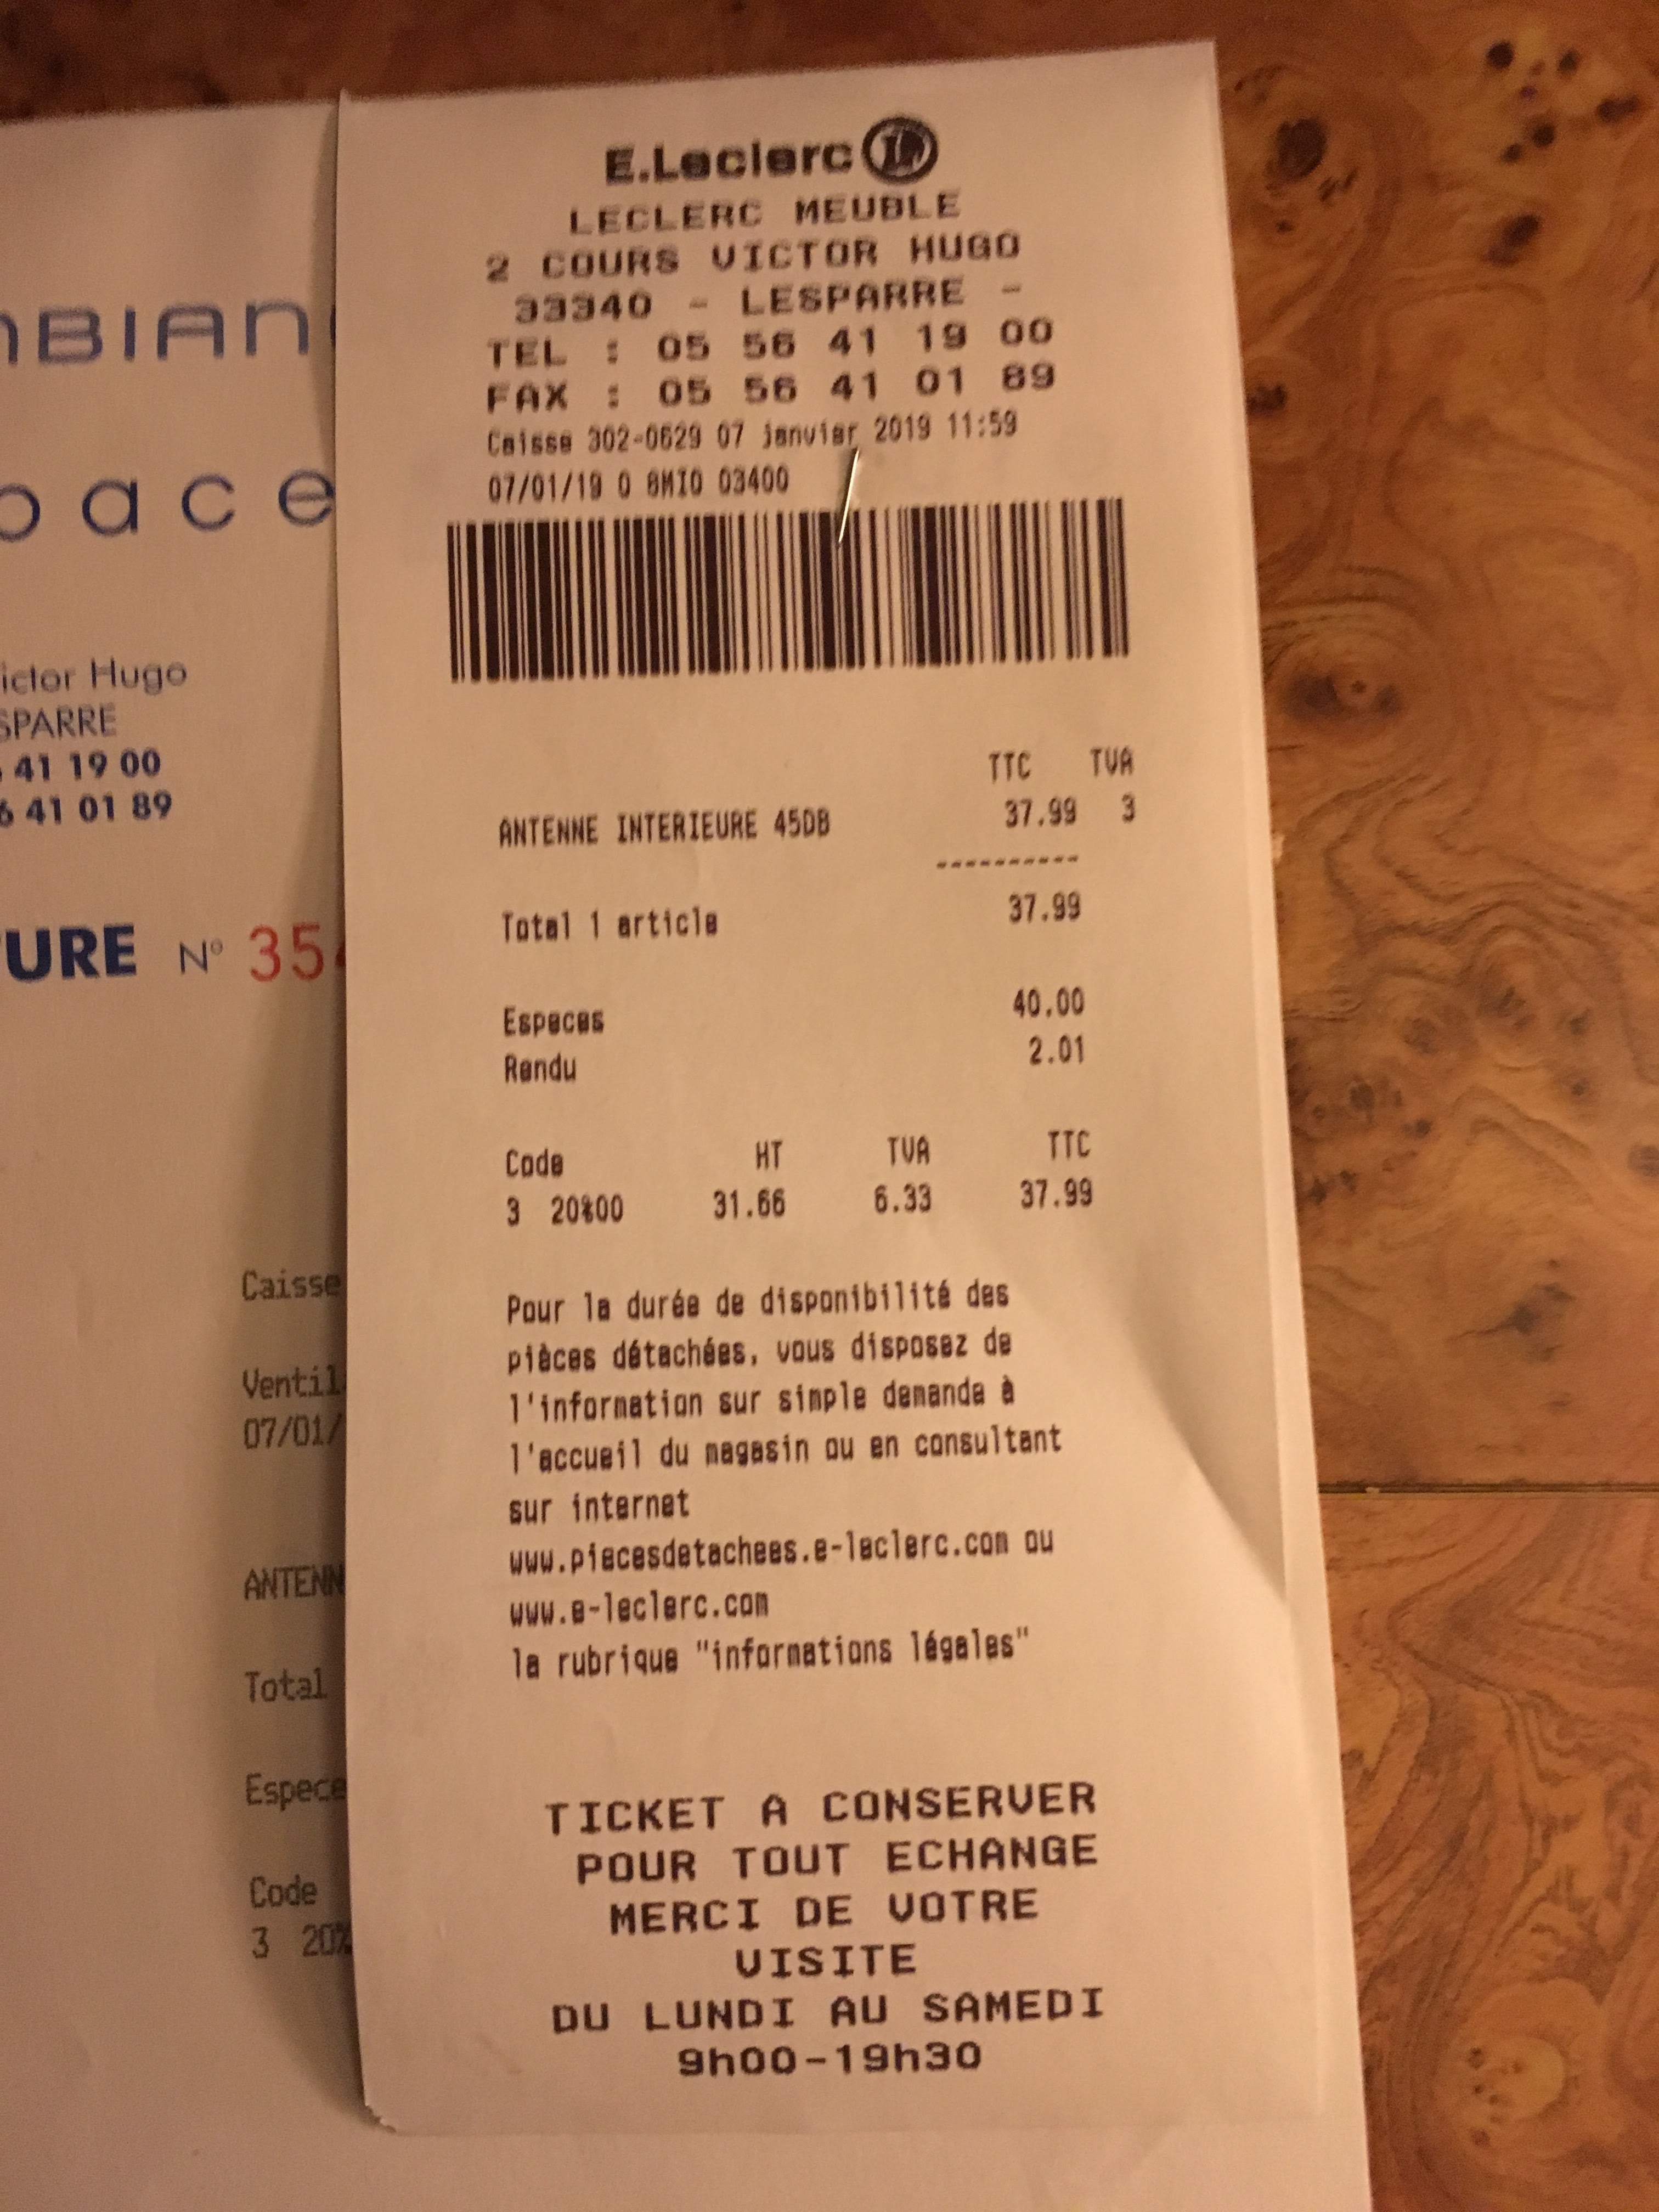 E.Leclerc L
LECLERC MEUBLE
2 COURS VICTOR HUGO
33340 - LESPARRE -
TEL : 05 56 41 19 00
FAX : 05 56 41 01 89
Caisse 302-0629 07 janvier 2019 11:59
07/01/19 0 8MIO 03400
TTC TVA
ANTENNE INTERIEURE 45DB 37.99 3
----------
Total 1 article 37.99
Especes 40.00
Rendu 2.01
Code HT TVA TTC
3 20%00 31.66 6.33 37.99
Pour la durée de disponibilité des
pièces détachées, vous disposez de
l'information sur simple demande à
l'accueil du magasin ou en consultant
sur internet
www.piecesdetachees.e-leclerc.com ou
www.e-leclerc.com
la rubrique "informations légales"
TICKET A CONSERVER
POUR TOUT ECHANGE
MERCI DE VOTRE
VISITE
DU LUNDI AU SAMEDI
9h00-19h30
MBIAN
pace
ictor Hugo
SPARRE
41 19 00
6 41 01 89
TURE N° 35
Caisse
Ventil
07/01/
ANTENN
Total
Espece
Code
3 20%